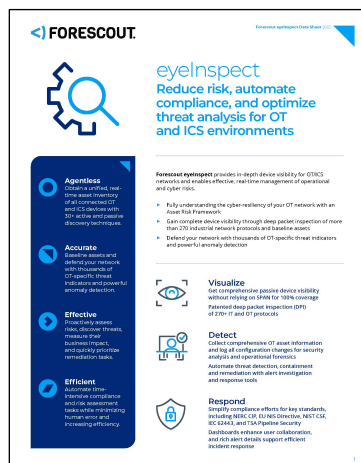 Forescout eyeInspect Data Sheet 2023
<) FORESCOUT.
eyeInspect
Reduce risk, automate
compliance, and optimize
threat analysis for OT
and ICS environments
Agentless
Obtain a unified, real-
time asset inventory
of all connected OT
and ICS devices with
30+ active and passive
discovery techniques.
Accurate
Baseline assets and
defend your network
with thousands of
OT-specific threat
indicators and powerful
anomaly detection.
Effective
Proactively assess
risks, discover threats,
measure their
business impact,
and quickly prioritize
remediation tasks.
Efficient
Automate time-
intensive compliance
and risk assessment
tasks while minimizing
human error and
increasing efficiency.
Forescout eyeInspect provides in-depth device visibility for OT/ICS
networks and enables effective, real-time management of operational
and cyber risks.
Fully understanding the cyber-resiliency of your OT network with an
Asset Risk Framework
Gain complete device visibility through deep packet inspection of more
than 270 industrial network protocols and baseline assets
Defend your network with thousands of OT-specific threat indicators
and powerful anomaly detection
Visualize
Get comprehensive passive device visibility
without relying on SPAN for 100% coverage
Patented deep packet inspection (DPI)
of 270+ IT and OT protocols
Detect
Collect comprehensive OT asset information
and log all configuration changes for security
analysis and operational forensics
Automate threat detection, containment
and remediation with alert investigation
and response tools
Respond
Simplify compliance efforts for key standards,
including NERC CIP, EU NIS Directive, NIST CSF,
IEC 62443, and TSA Pipeline Security
Dashboards enhance user collaboration,
and rich alert details support efficient
incident response
1